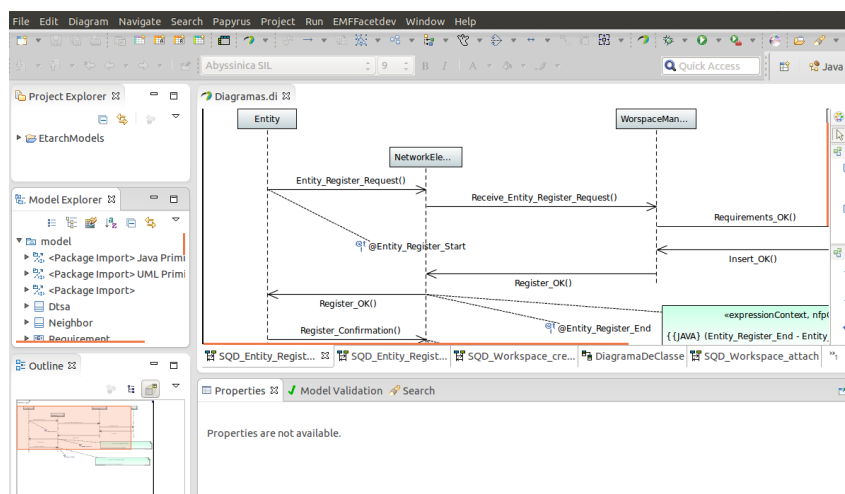 File Edit Diagram Navigate Search Papyrus Project Run EMFFacetdev Window Help
Abyssinica SIL 9 B I A Quick Access Java
Project Explorer
EtarchModels
Model Explorer
model
<Package Import> Java Primi
<Package Import> UML Primi
<Package Import>
Dtsa
Neighbor
Requirement
Outline
Diagramas.di
Entity
WorspaceMan...
NetworkEle...
Entity_Register_Request()
Receive_Entity_Register_Request()
Requirements_OK()
@Entity_Register_Start
Insert_OK()
Register_OK()
Register_OK()
«expressionContext, nfp
@Entity_Register_End
Register_Confirmation()
{{JAVA} (Entity_Register_End - Entity_
SQD_Entity_Regist... SQD_Entity_Regist... SQD_Workspace_cre... DiagramaDeClasse SQD_Workspace_attach »1
Properties Model Validation Search
Properties are not available.